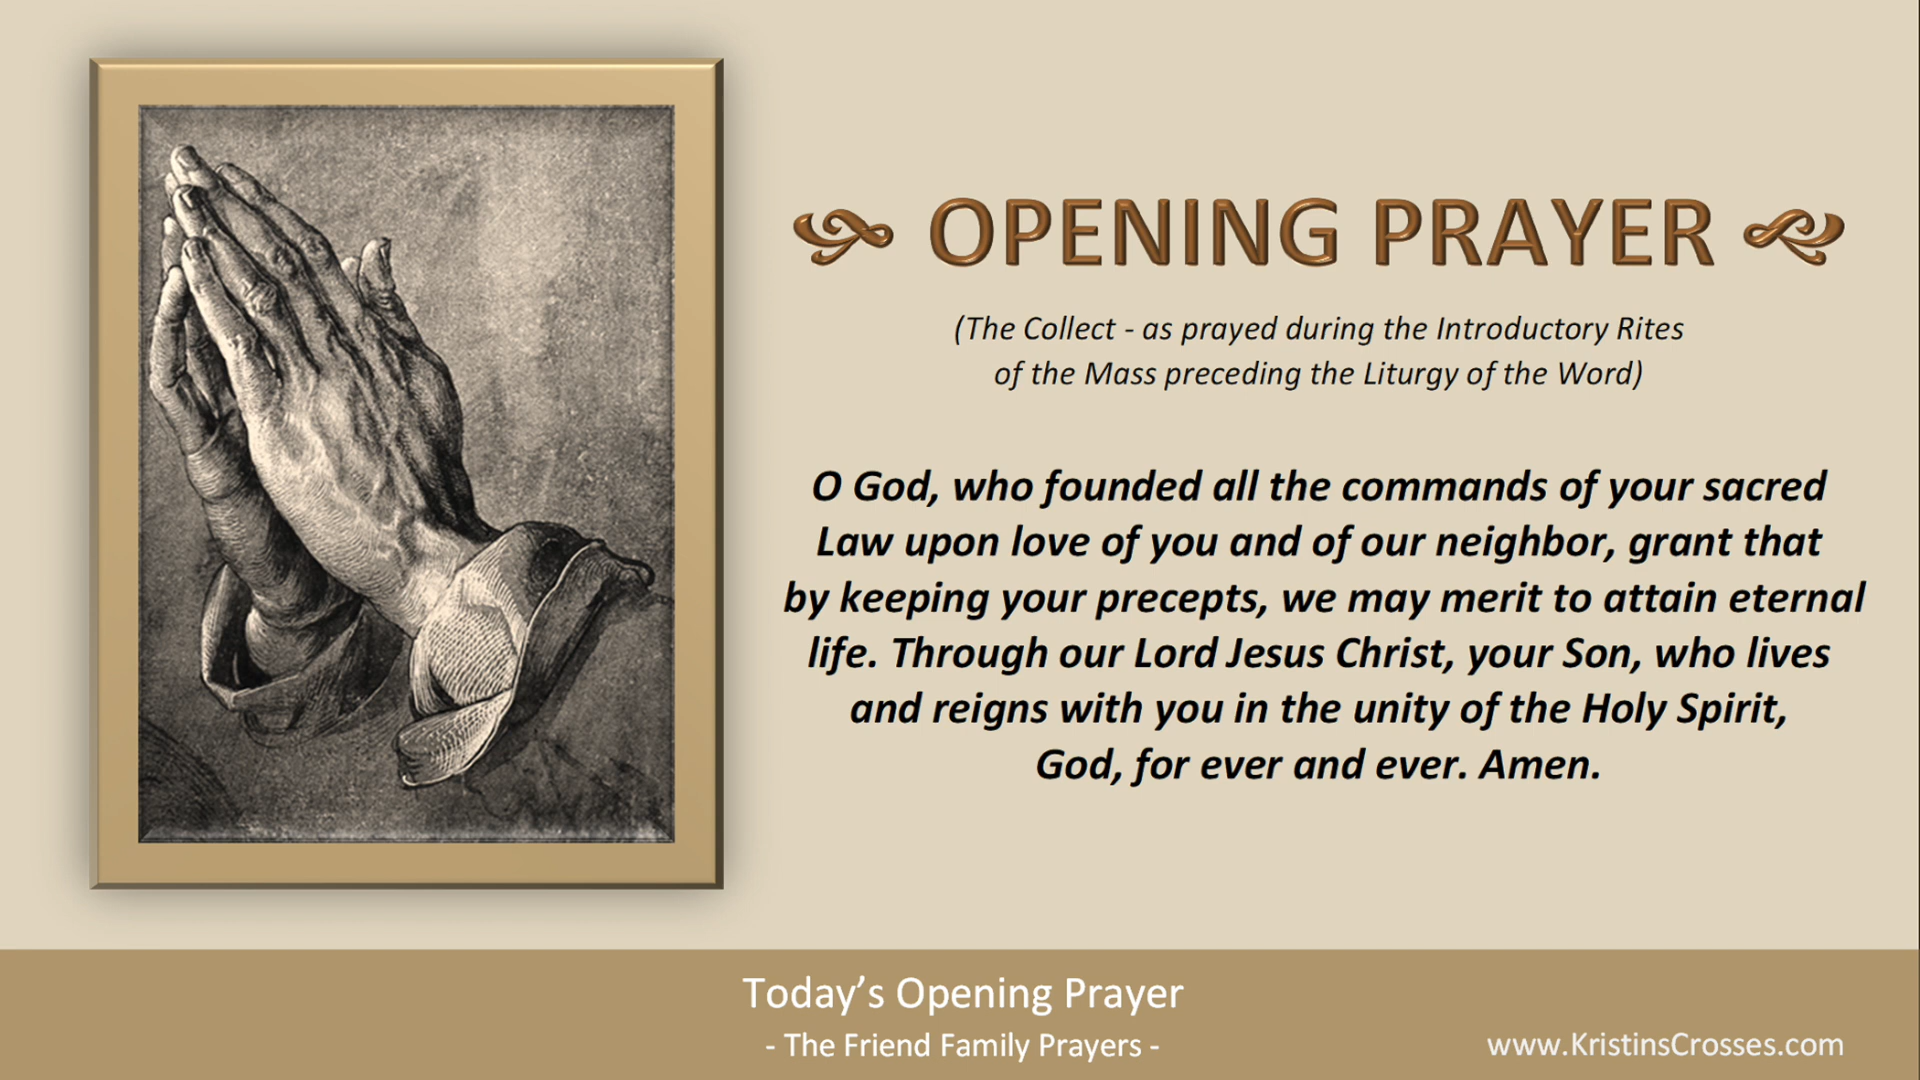 OPENING PRAYER
(The Collect - as prayed during the Introductory Rites
of the Mass preceding the Liturgy of the Word)
O God, who founded all the commands of your sacred
Law upon love of you and of our neighbor, grant that
by keeping your precepts, we may merit to attain eternal
life. Through our Lord Jesus Christ, your Son, who lives
and reigns with you in the unity of the Holy Spirit,
God, for ever and ever. Amen.
Today’s Opening Prayer
- The Friend Family Prayers -
www.KristinsCrosses.com